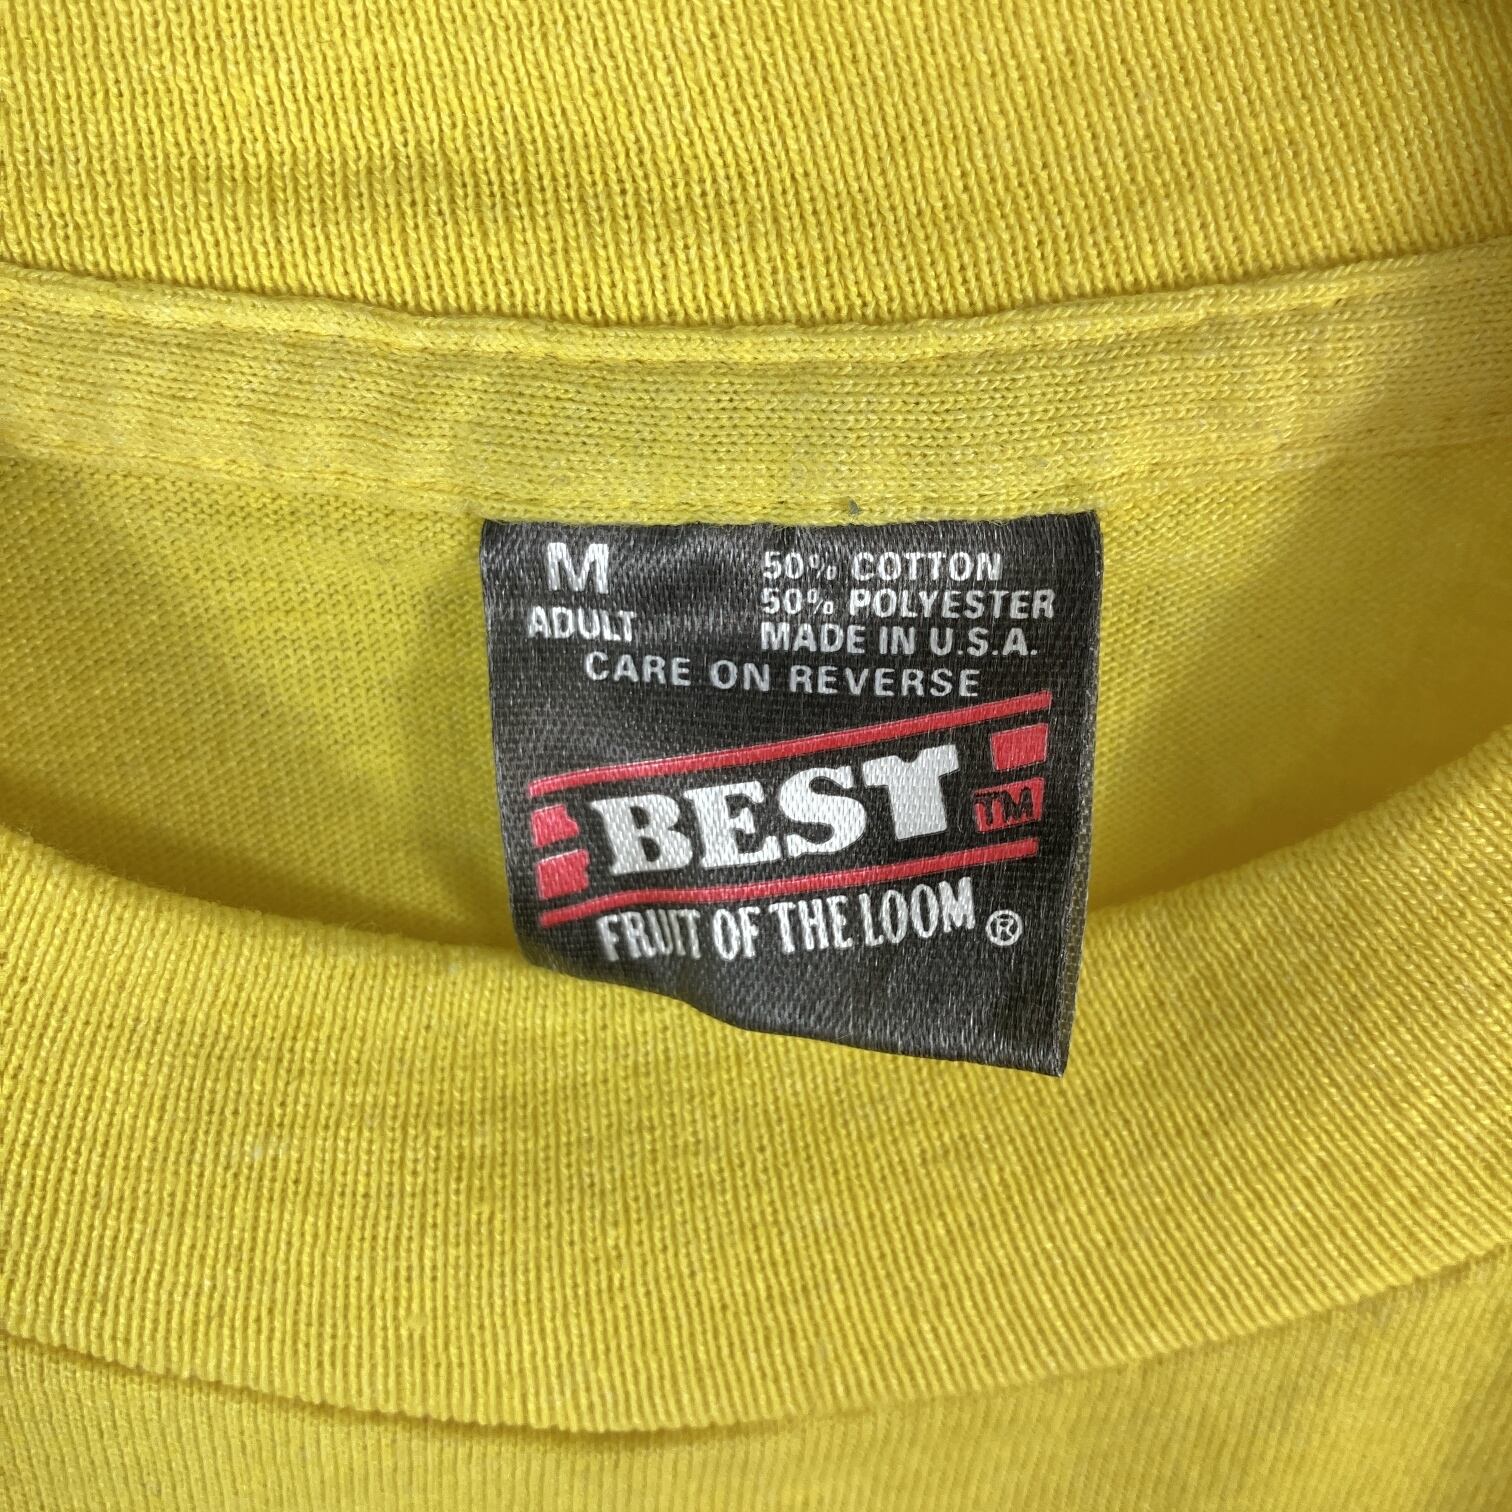 M
ADULT
50% COTTON
50% POLYESTER
MADE IN U.S.A.
CARE ON REVERSE
BEST TM
FRUIT OF THE LOOM ®